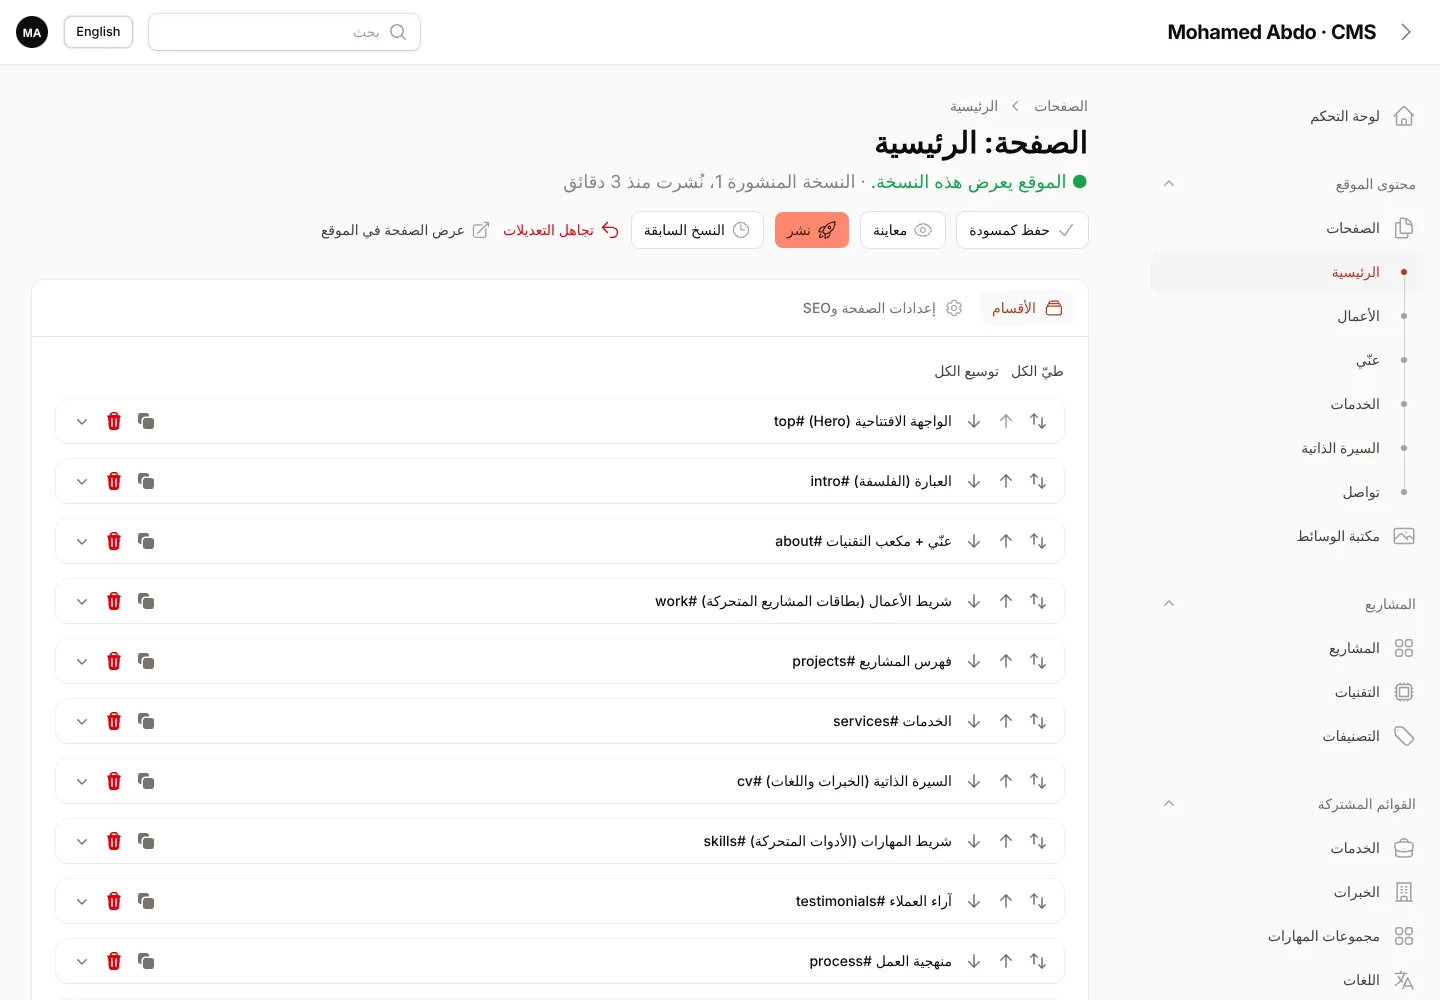 Mohamed Abdo · CMS
بحث
English
MA
لوحة التحكم
محتوى الموقع
الصفحات
الرئيسية
الأعمال
عنّي
الخدمات
السيرة الذاتية
تواصل
مكتبة الوسائط
المشاريع
المشاريع
التقنيات
التصنيفات
القوائم المشتركة
الخدمات
الخبرات
مجموعات المهارات
اللغات
الصفحات
الرئيسية
الصفحة: الرئيسية
الموقع يعرض هذه النسخة. · النسخة المنشورة 1، نُشرت منذ 3 دقائق
حفظ كمسودة
معاينة
نشر
النسخ السابقة
تجاهل التعديلات
عرض الصفحة في الموقع
الأقسام
إعدادات الصفحة وSEO
طيّ الكل
توسيع الكل
الواجهة الافتتاحية (Hero) #top
العبارة (الفلسفة) #intro
عنّي + مكعب التقنيات #about
شريط الأعمال (بطاقات المشاريع المتحركة) #work
فهرس المشاريع #projects
الخدمات #services
السيرة الذاتية (الخبرات واللغات) #cv
شريط المهارات (الأدوات المتحركة) #skills
آراء العملاء #testimonials
منهجية العمل #process